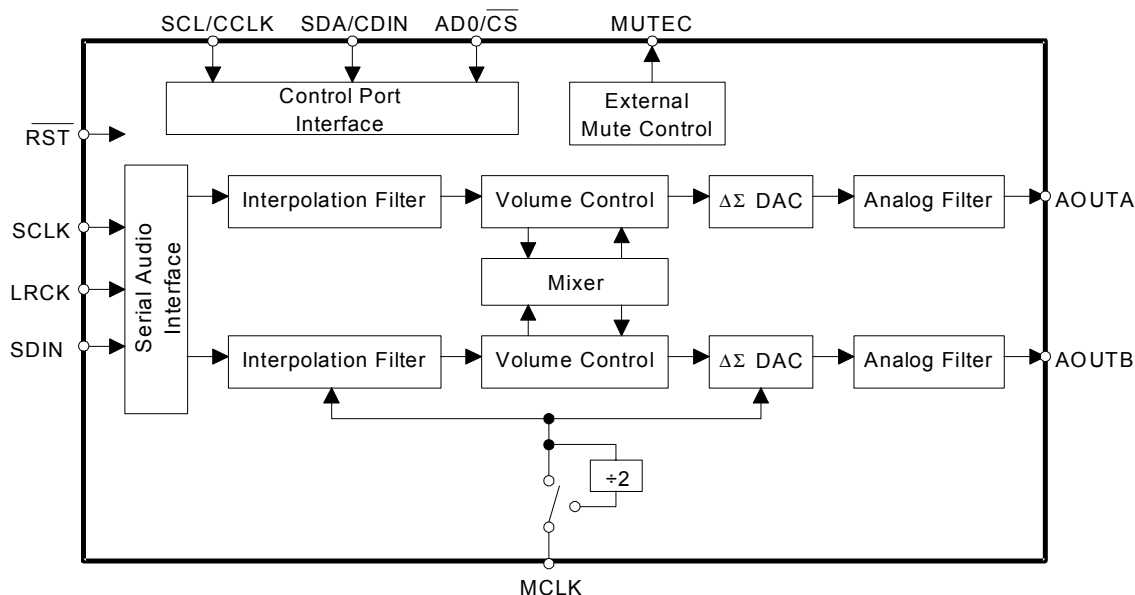 SCL/CCLK SDA/CDIN AD0/C̅S̅ MUTEC
Control Port
Interface
External
Mute Control
R̅S̅T̅
SCLK
LRCK
SDIN
Serial Audio
Interface
Interpolation Filter Volume Control ΔΣ DAC Analog Filter AOUTA
Mixer
Interpolation Filter Volume Control ΔΣ DAC Analog Filter AOUTB
÷2
MCLK